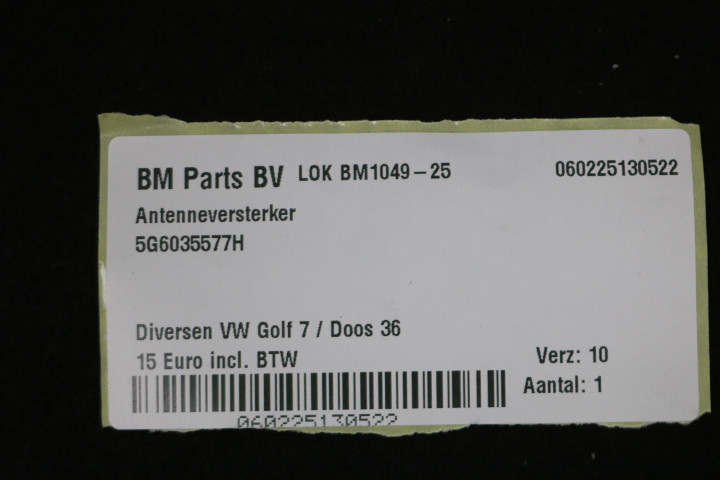 BM Parts BV LOK BM1049-25 060225130522
Antenneversterker
5G6035577H
Diversen VW Golf 7 / Doos 36
15 Euro incl. BTW Verz: 10
Aantal: 1
060225130522